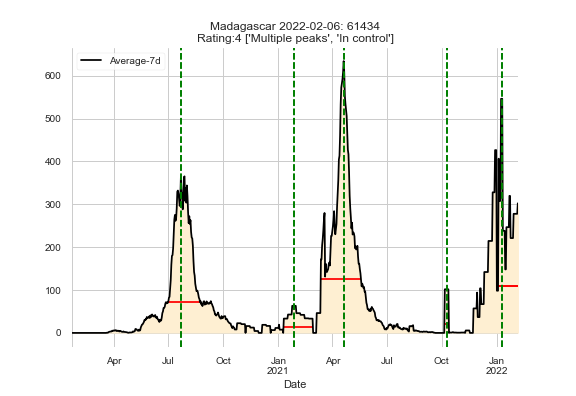 Madagascar 2022-02-06: 61434
Rating:4 ['Multiple peaks', 'In control']
Average-7d
600
500
400
300
200
100
0
Apr Jul Oct Jan Apr Jul Oct Jan
2021 2022
Date